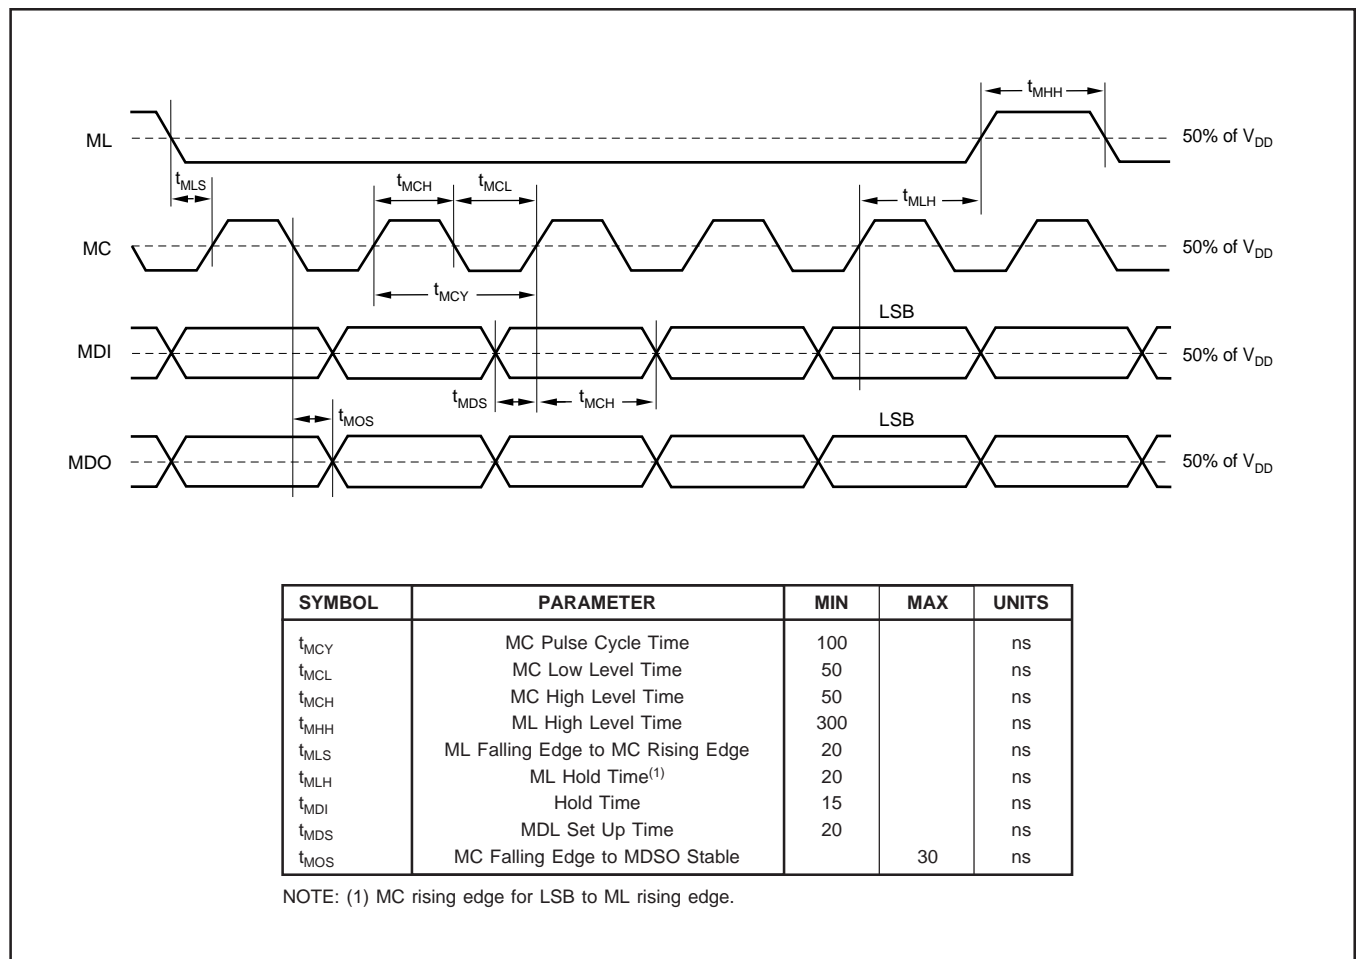 tMHH
ML
50% of VDD
tMLS
tMCH
tMCL
tMLH
MC
50% of VDD
tMCY
LSB
MDI
50% of VDD
tMDS
tMCH
tMOS
LSB
MDO
50% of VDD
SYMBOL PARAMETER MIN MAX UNITS
tMCY MC Pulse Cycle Time 100 ns
tMCL MC Low Level Time 50 ns
tMCH MC High Level Time 50 ns
tMHH ML High Level Time 300 ns
tMLS ML Falling Edge to MC Rising Edge 20 ns
tMLH ML Hold Time(1) 20 ns
tMDI Hold Time 15 ns
tMDS MDL Set Up Time 20 ns
tMOS MC Falling Edge to MDSO Stable 30 ns
NOTE: (1) MC rising edge for LSB to ML rising edge.